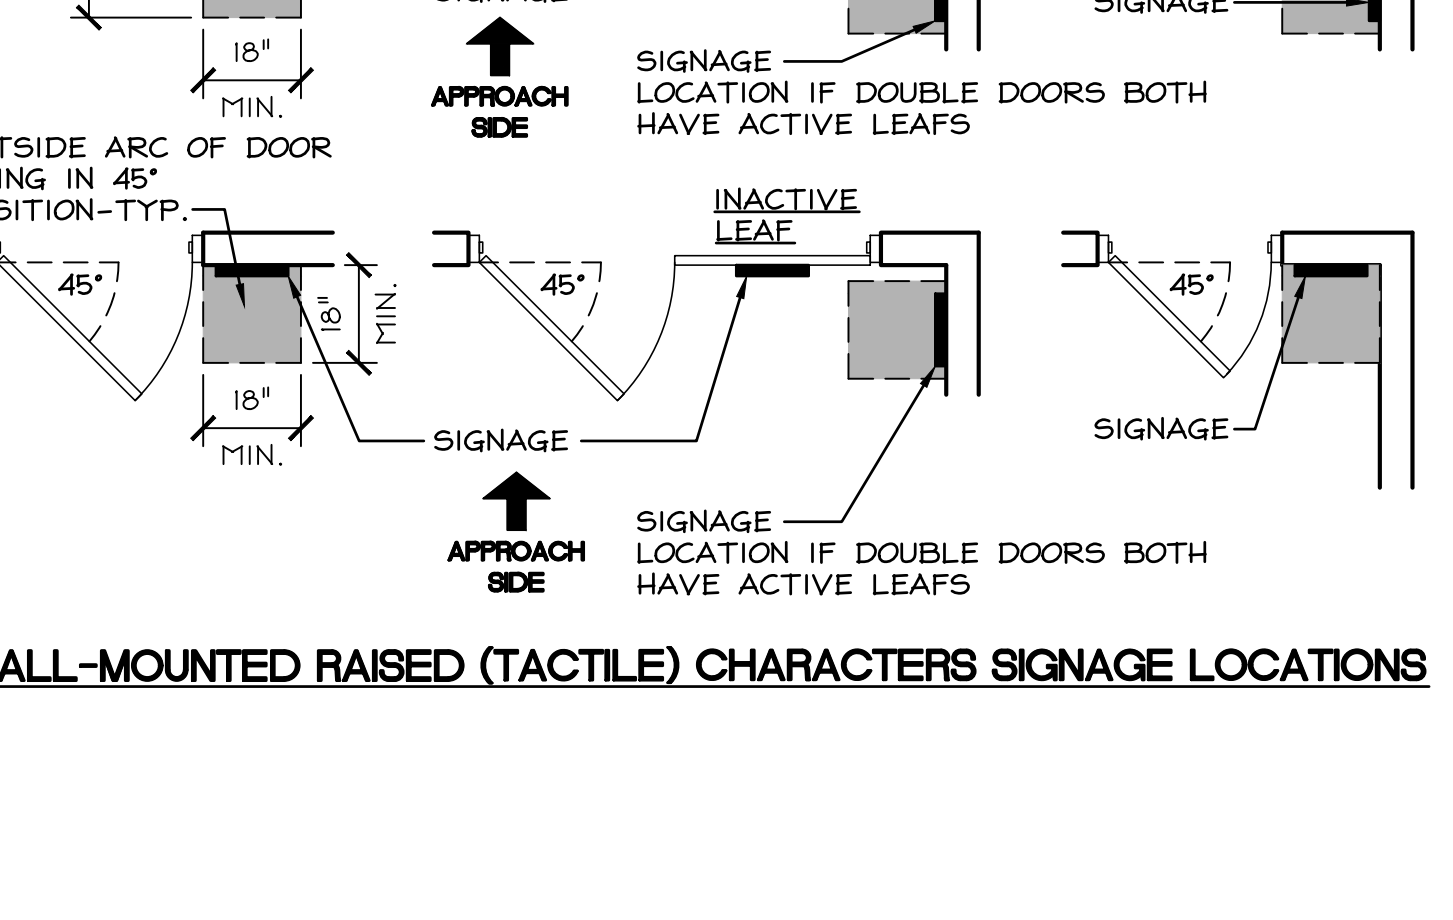 18"
MIN.
SIGNAGE
APPROACH
SIDE
SIGNAGE
LOCATION IF DOUBLE DOORS BOTH
HAVE ACTIVE LEAFS
SIGNAGE
TSIDE ARC OF DOOR
ING IN 45°
SITION-TYP.
45°
18"
MIN.
18"
MIN.
INACTIVE
LEAF
45°
45°
SIGNAGE
SIGNAGE
APPROACH
SIDE
SIGNAGE
LOCATION IF DOUBLE DOORS BOTH
HAVE ACTIVE LEAFS
ALL-MOUNTED RAISED (TACTILE) CHARACTERS SIGNAGE LOCATIONS